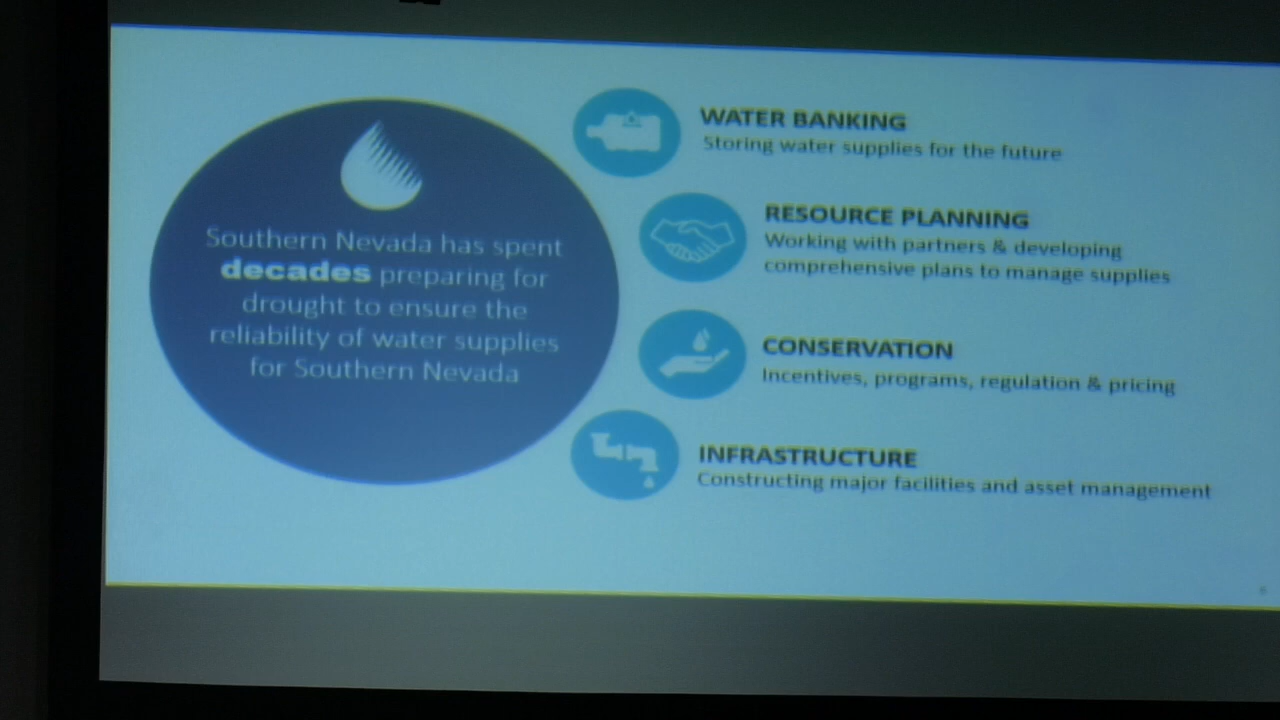 Southern Nevada has spent
decades preparing for
drought to ensure the
reliability of water supplies
for Southern Nevada
WATER BANKING
Storing water supplies for the future
RESOURCE PLANNING
Working with partners & developing
comprehensive plans to manage supplies
CONSERVATION
Incentives, programs, regulation & pricing
INFRASTRUCTURE
Constructing major facilities and asset management